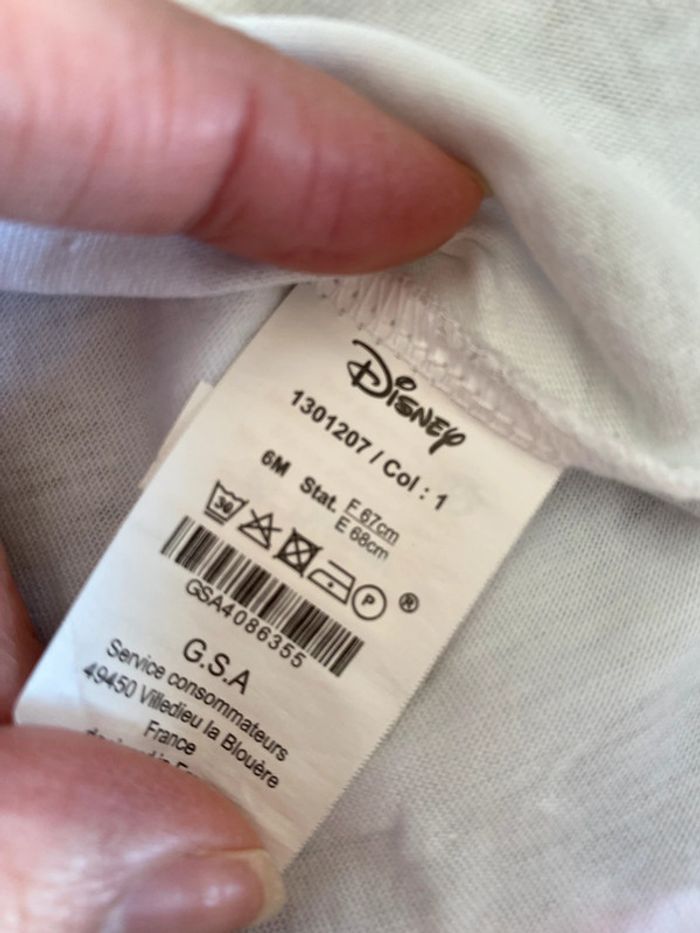 Disney
1301207 / Col : 1
6M Stat. F 67cm
E 68cm
30
P ®
GSA4086355
G.S.A
Service consommateurs
49450 Villedieu la Blouère
France